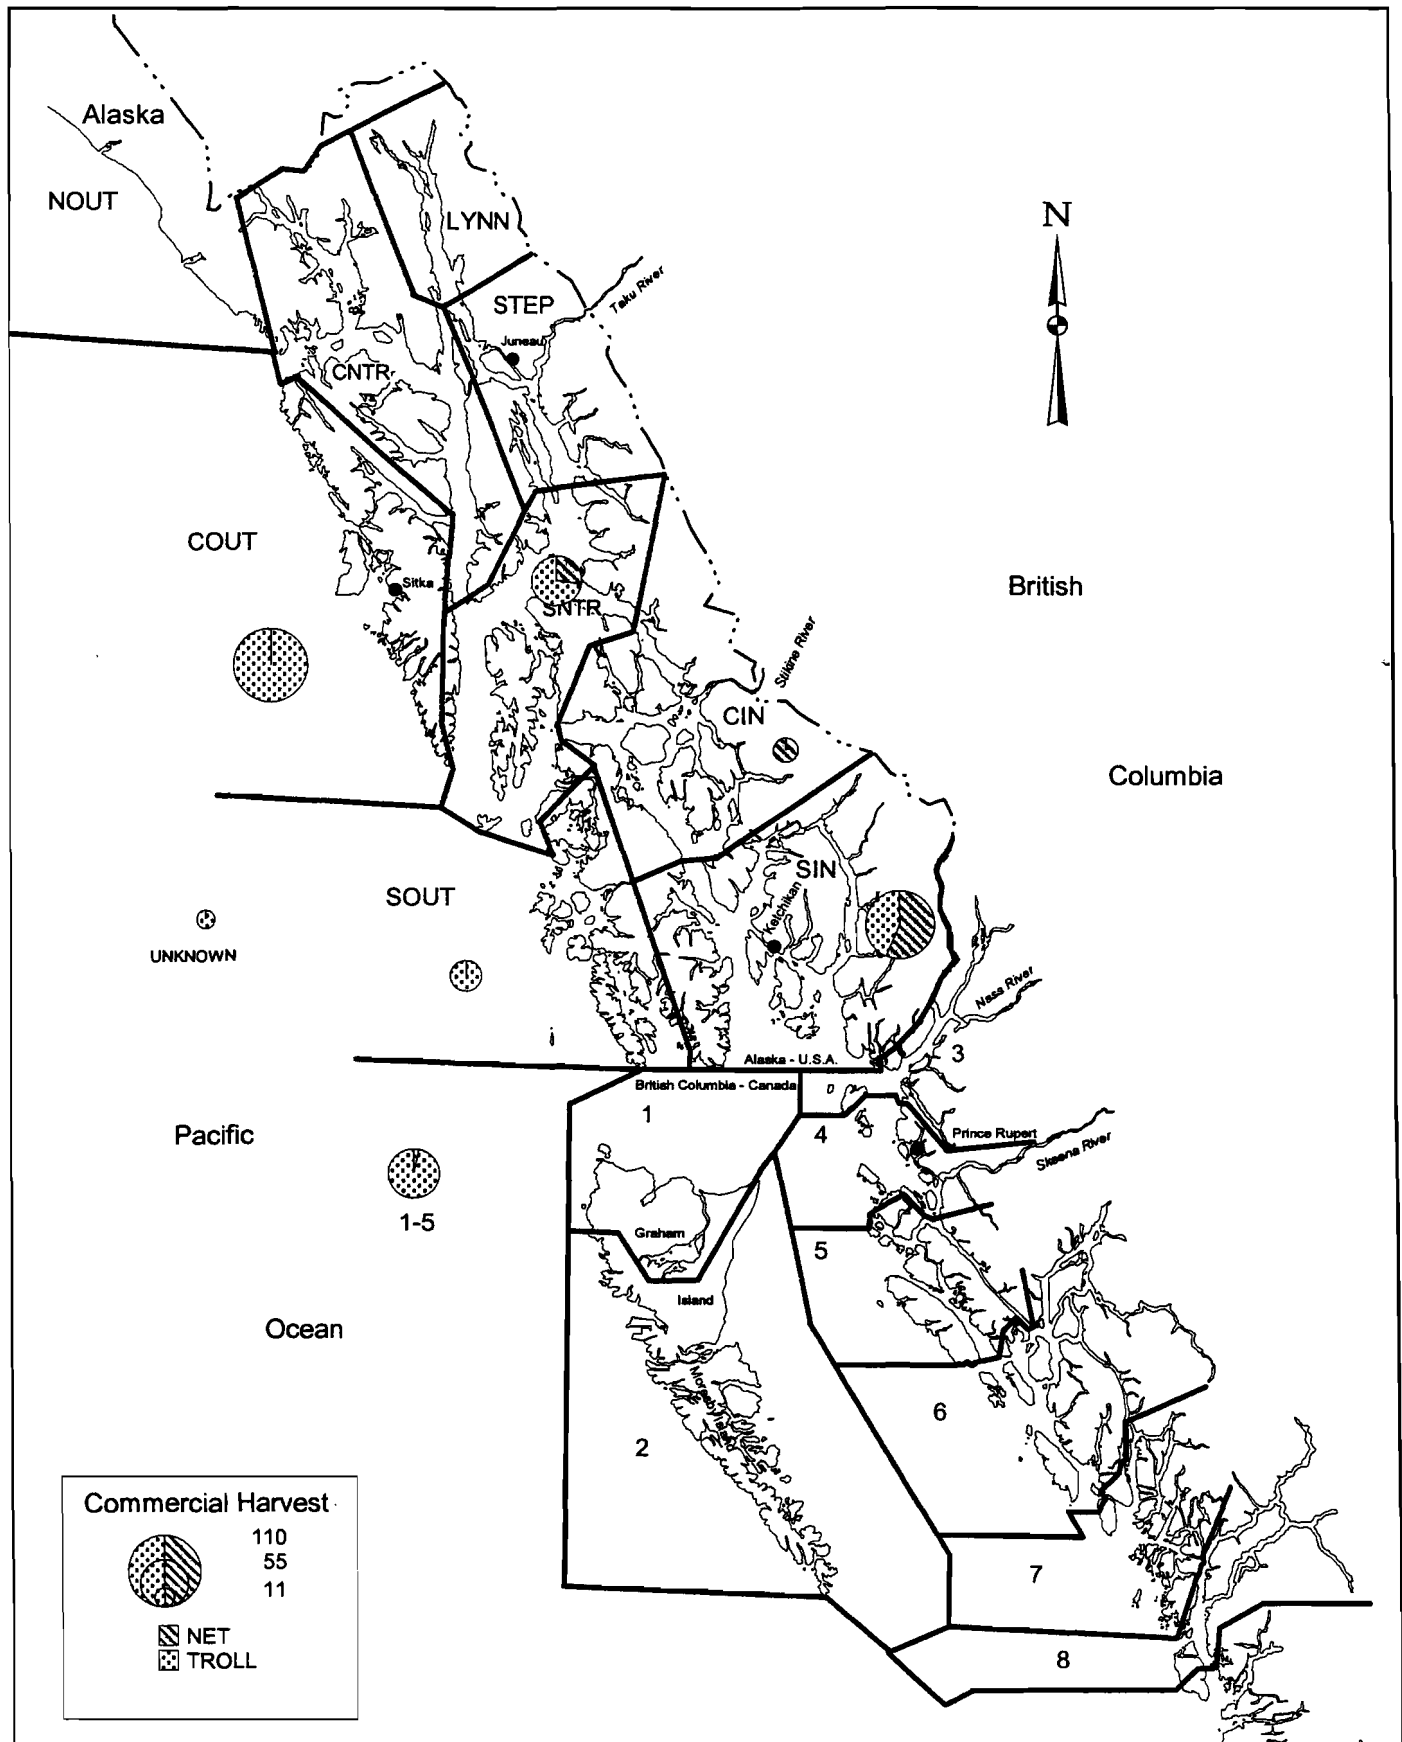 Alaska
NOUT
LYNN
N
STEP
Taku River
Juneau
CNTR
COUT
Sitka
SNTR
British
Stikine River
CIN
Columbia
SIN
Ketchikan
SOUT
UNKNOWN
Nass River
3
Alaska - U.S.A.
British Columbia - Canada
1
4
Prince Rupert
Skeena River
Pacific
1-5
Graham
5
Island
Ocean
Moresby Island
6
2
7
8
Commercial Harvest
110
55
11
NET
TROLL